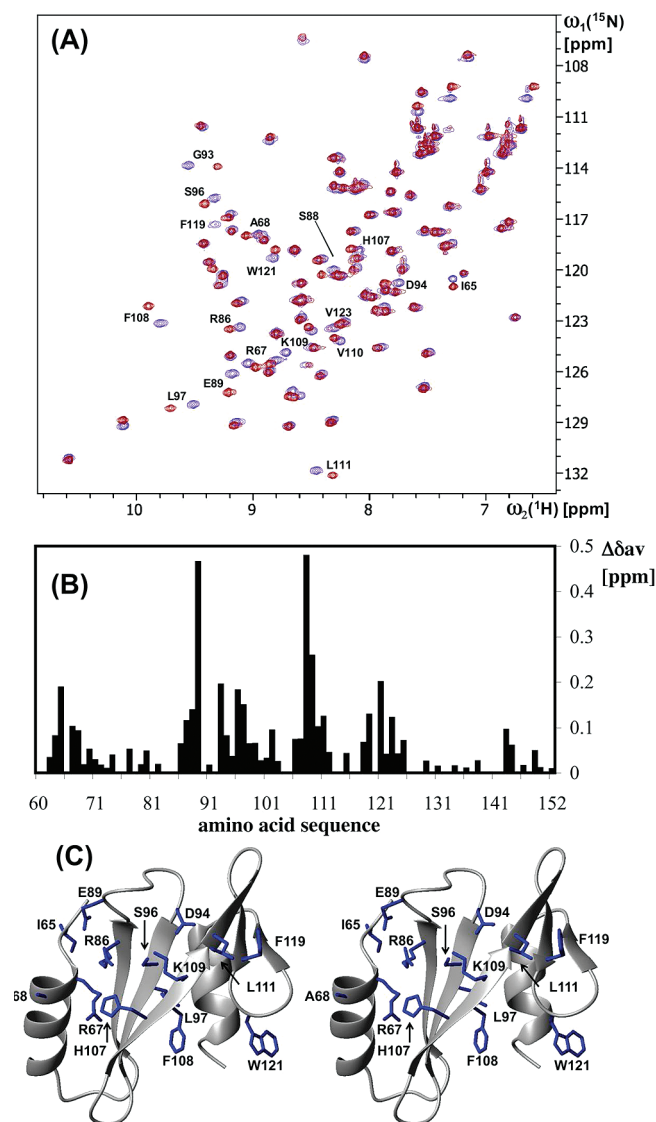 (A)
ω1(15N)
[ppm]
108
111
114
117
120
123
126
129
132
G93
S96
F119
A68
W121
S88
H107
D94
I65
F108
R86
V123
K109
V110
R67
E89
L97
L111
10
9
8
7
ω2(1H) [ppm]
(B)
Δδav
[ppm]
0.5
0.4
0.3
0.2
0.1
0
60
71
81
91
101
111
121
131
141
152
amino acid sequence
(C)
E89
I65
R86
S96
D94
F119
K109
L111
68
R67
H107
L97
F108
W121
E89
I65
R86
S96
D94
F119
K109
L111
A68
R67
H107
L97
F108
W121